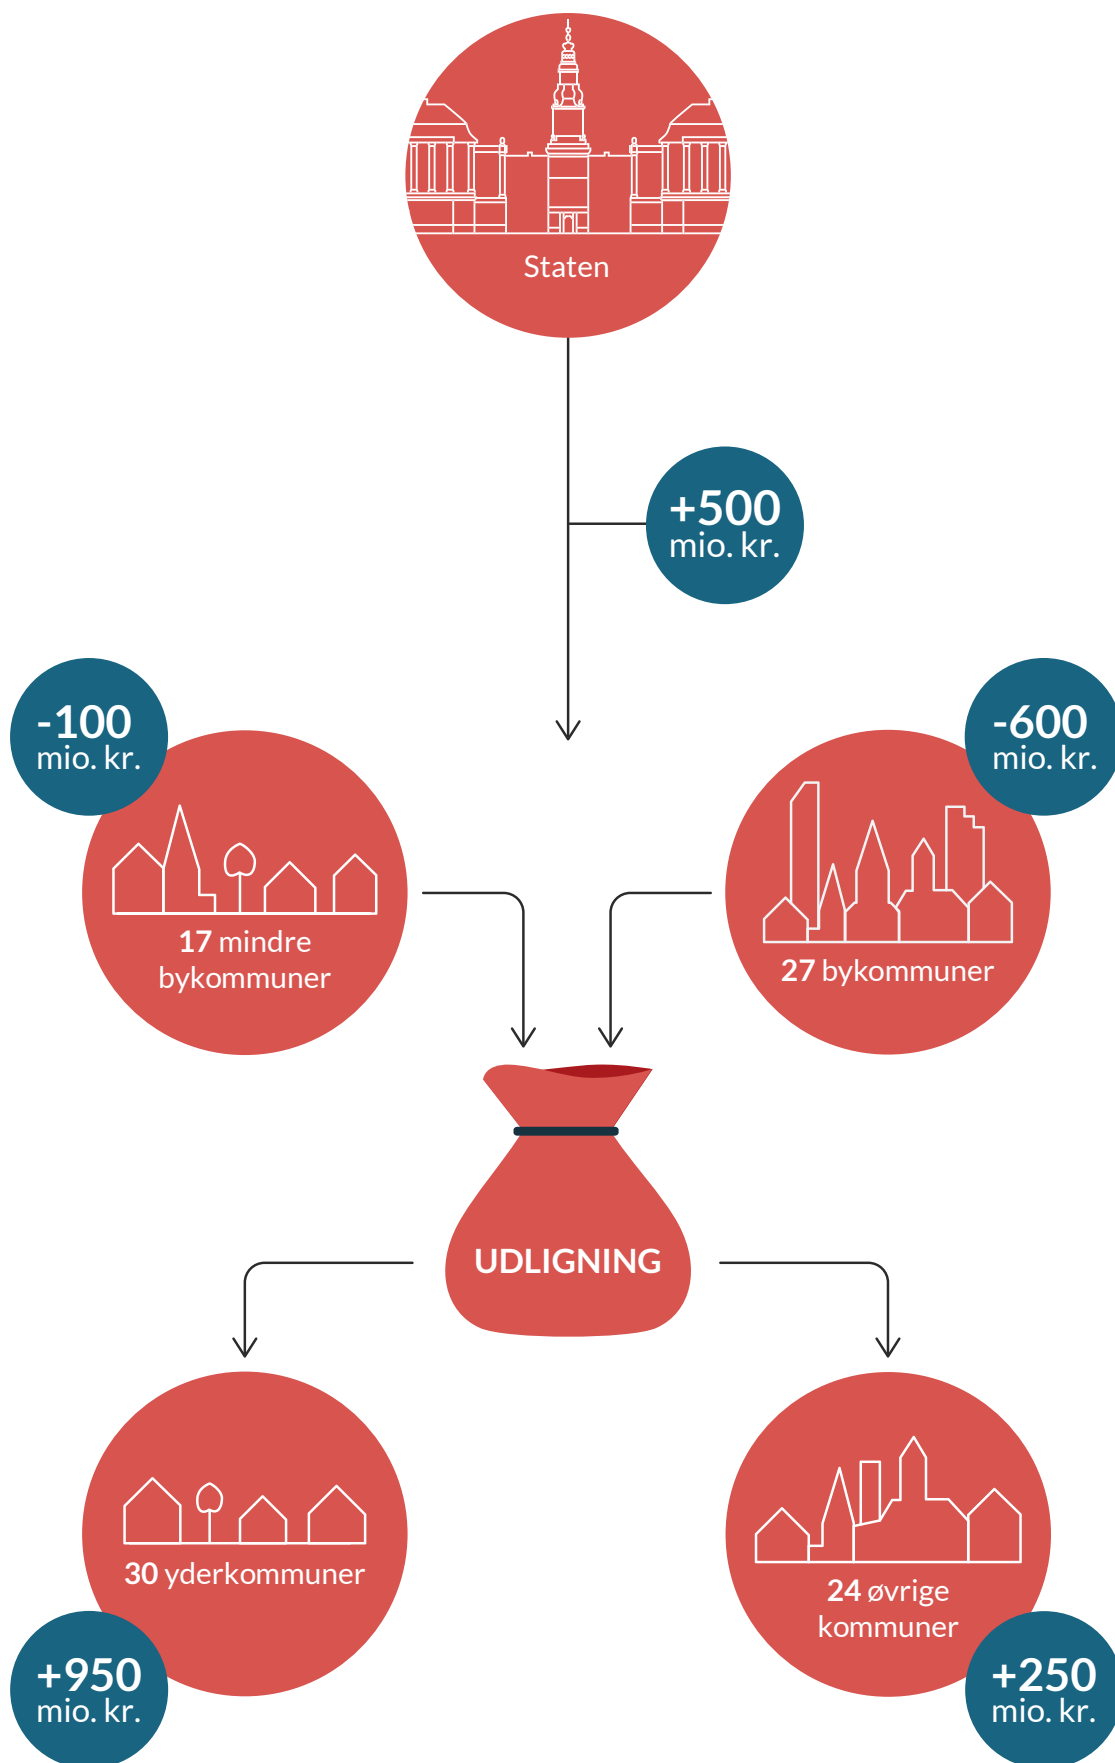 Staten
+500
mio. kr.
-100
mio. kr.
-600
mio. kr.
17 mindre
bykommuner
27 bykommuner
UDLIGNING
30 yderkommuner
24 øvrige
kommuner
+950
mio. kr.
+250
mio. kr.